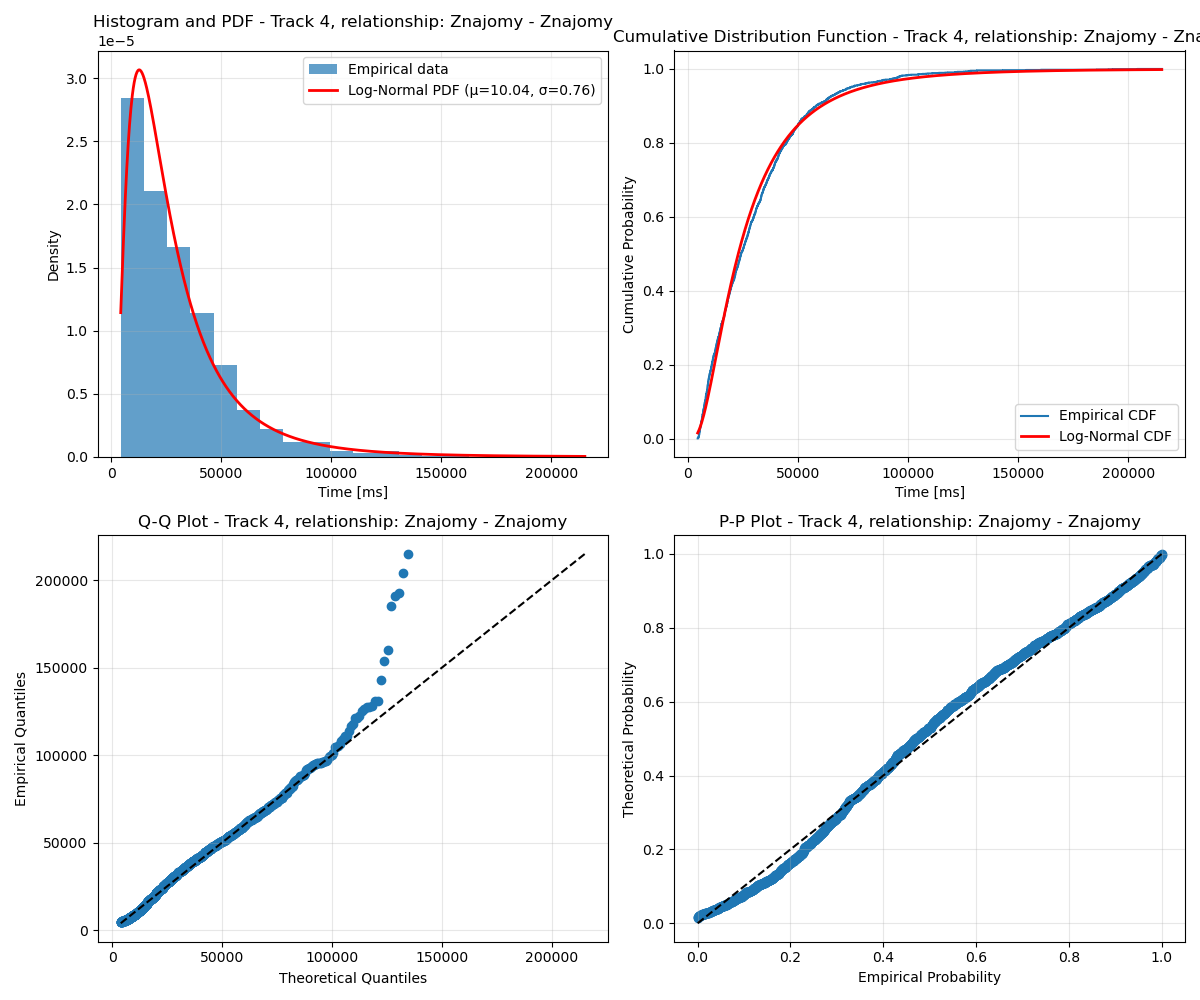 Histogram and PDF - Track 4, relationship: Znajomy - Znajomy
1e−5
3.0
2.5
2.0
1.5
1.0
0.5
0.0
Density
0 50000 100000 150000 200000
Time [ms]
Empirical data
Log-Normal PDF (μ=10.04, σ=0.76)
Cumulative Distribution Function - Track 4, relationship: Znajomy - Zna
1.0
0.8
0.6
0.4
0.2
0.0
Cumulative Probability
0 50000 100000 150000 200000
Time [ms]
Empirical CDF
Log-Normal CDF
Q-Q Plot - Track 4, relationship: Znajomy - Znajomy
200000
150000
100000
50000
0
Empirical Quantiles
0 50000 100000 150000 200000
Theoretical Quantiles
P-P Plot - Track 4, relationship: Znajomy - Znajomy
1.0
0.8
0.6
0.4
0.2
0.0
Theoretical Probability
0.0 0.2 0.4 0.6 0.8 1.0
Empirical Probability